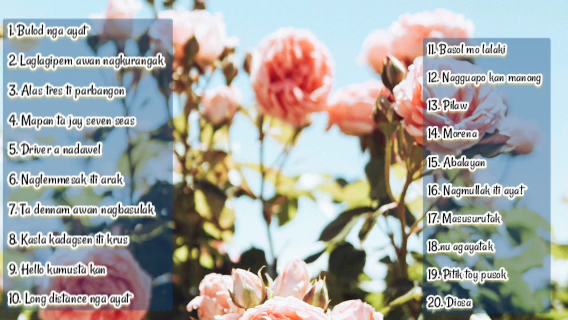 1. Bulod nga ayat
2. Laglagipem awan nagkurangak
3. Alas tres ti parbangon
4. Mapan ta jay seven seas
5. Driver a nadawel
6. Naglemmesak iti arak
7. Ta dennam awan nagbasulak
8. Kasla kadagsen iti krus
9. Hello kumusta kan
10. Long distance nga ayat
11. Basol mo lalaki
12. Nagguapo kan manong
13. Pilaw
14. Morena
15. Abalayan
16. Nagmullak iti ayat
17. Masusurutak
18.nu agayatak
19. Pitik toy pusok
20. Diosa